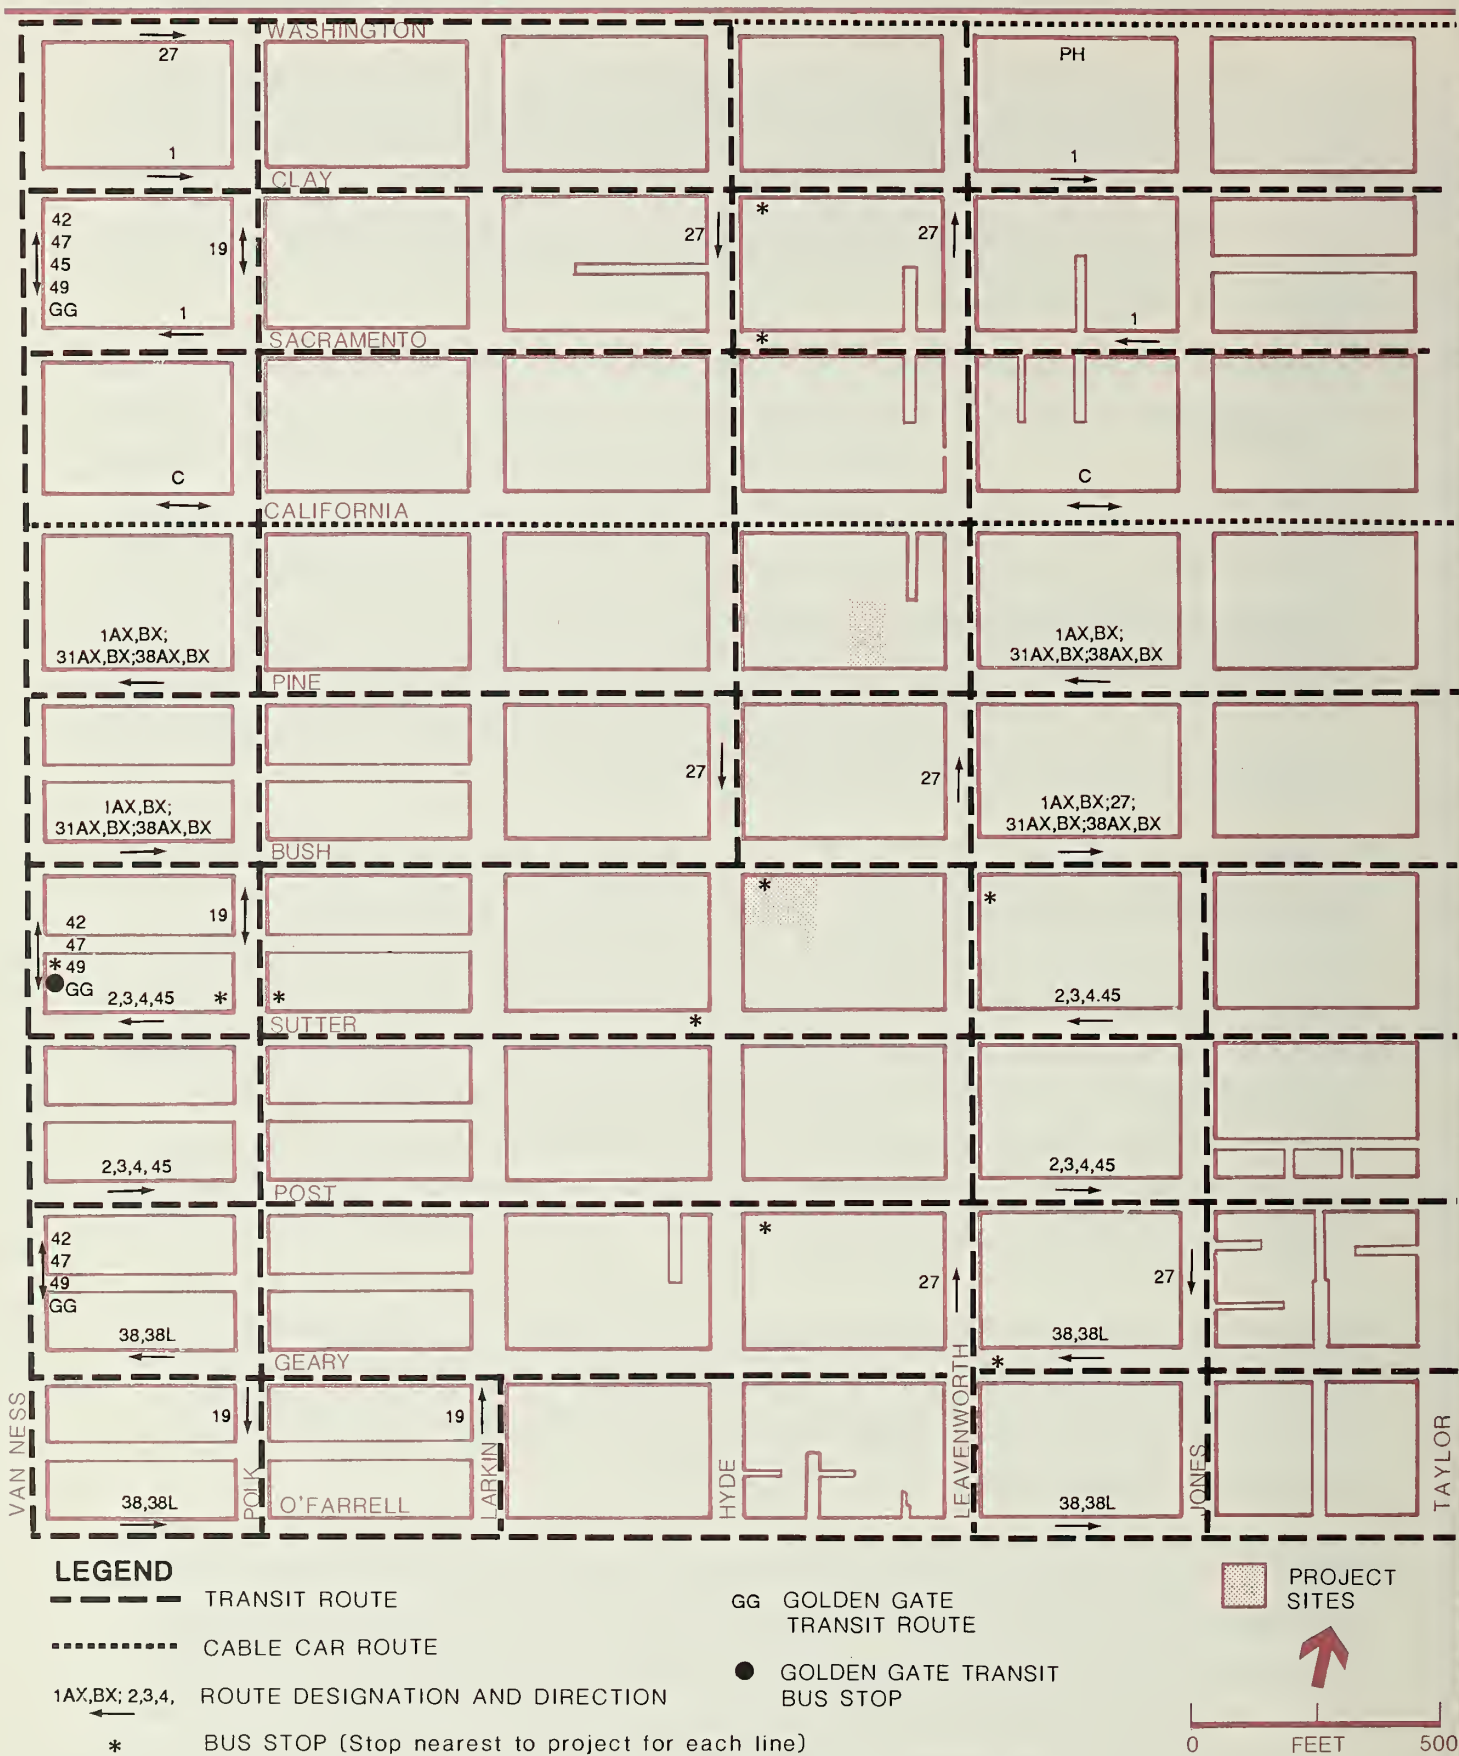 WASHINGTON
27
PH
1
1
CLAY
42
47
45
49
GG
19
27
27
1
1
SACRAMENTO
C
C
CALIFORNIA
1AX,BX;
31AX,BX;38AX,BX
1AX,BX;
31AX,BX;38AX,BX
PINE
27
27
1AX,BX;
31AX,BX;38AX,BX
1AX,BX;27;
31AX,BX;38AX,BX
BUSH
42
47
* 49
GG
19
*
*
2,3,4,45 *
*
2,3,4.45
SUTTER
*
2,3,4,45
2,3,4,45
POST
42
47
49
GG
*
27
27
38,38L
38,38L
GEARY
*
19
19
VAN NESS
POLK
LARKIN
HYDE
LEAVENWORTH
JONES
TAYLOR
38,38L
O'FARRELL
38,38L
LEGEND
TRANSIT ROUTE
CABLE CAR ROUTE
1AX,BX; 2,3,4, ROUTE DESIGNATION AND DIRECTION
* BUS STOP (Stop nearest to project for each line)
GG GOLDEN GATE
TRANSIT ROUTE
GOLDEN GATE TRANSIT
BUS STOP
PROJECT
SITES
0 FEET 500